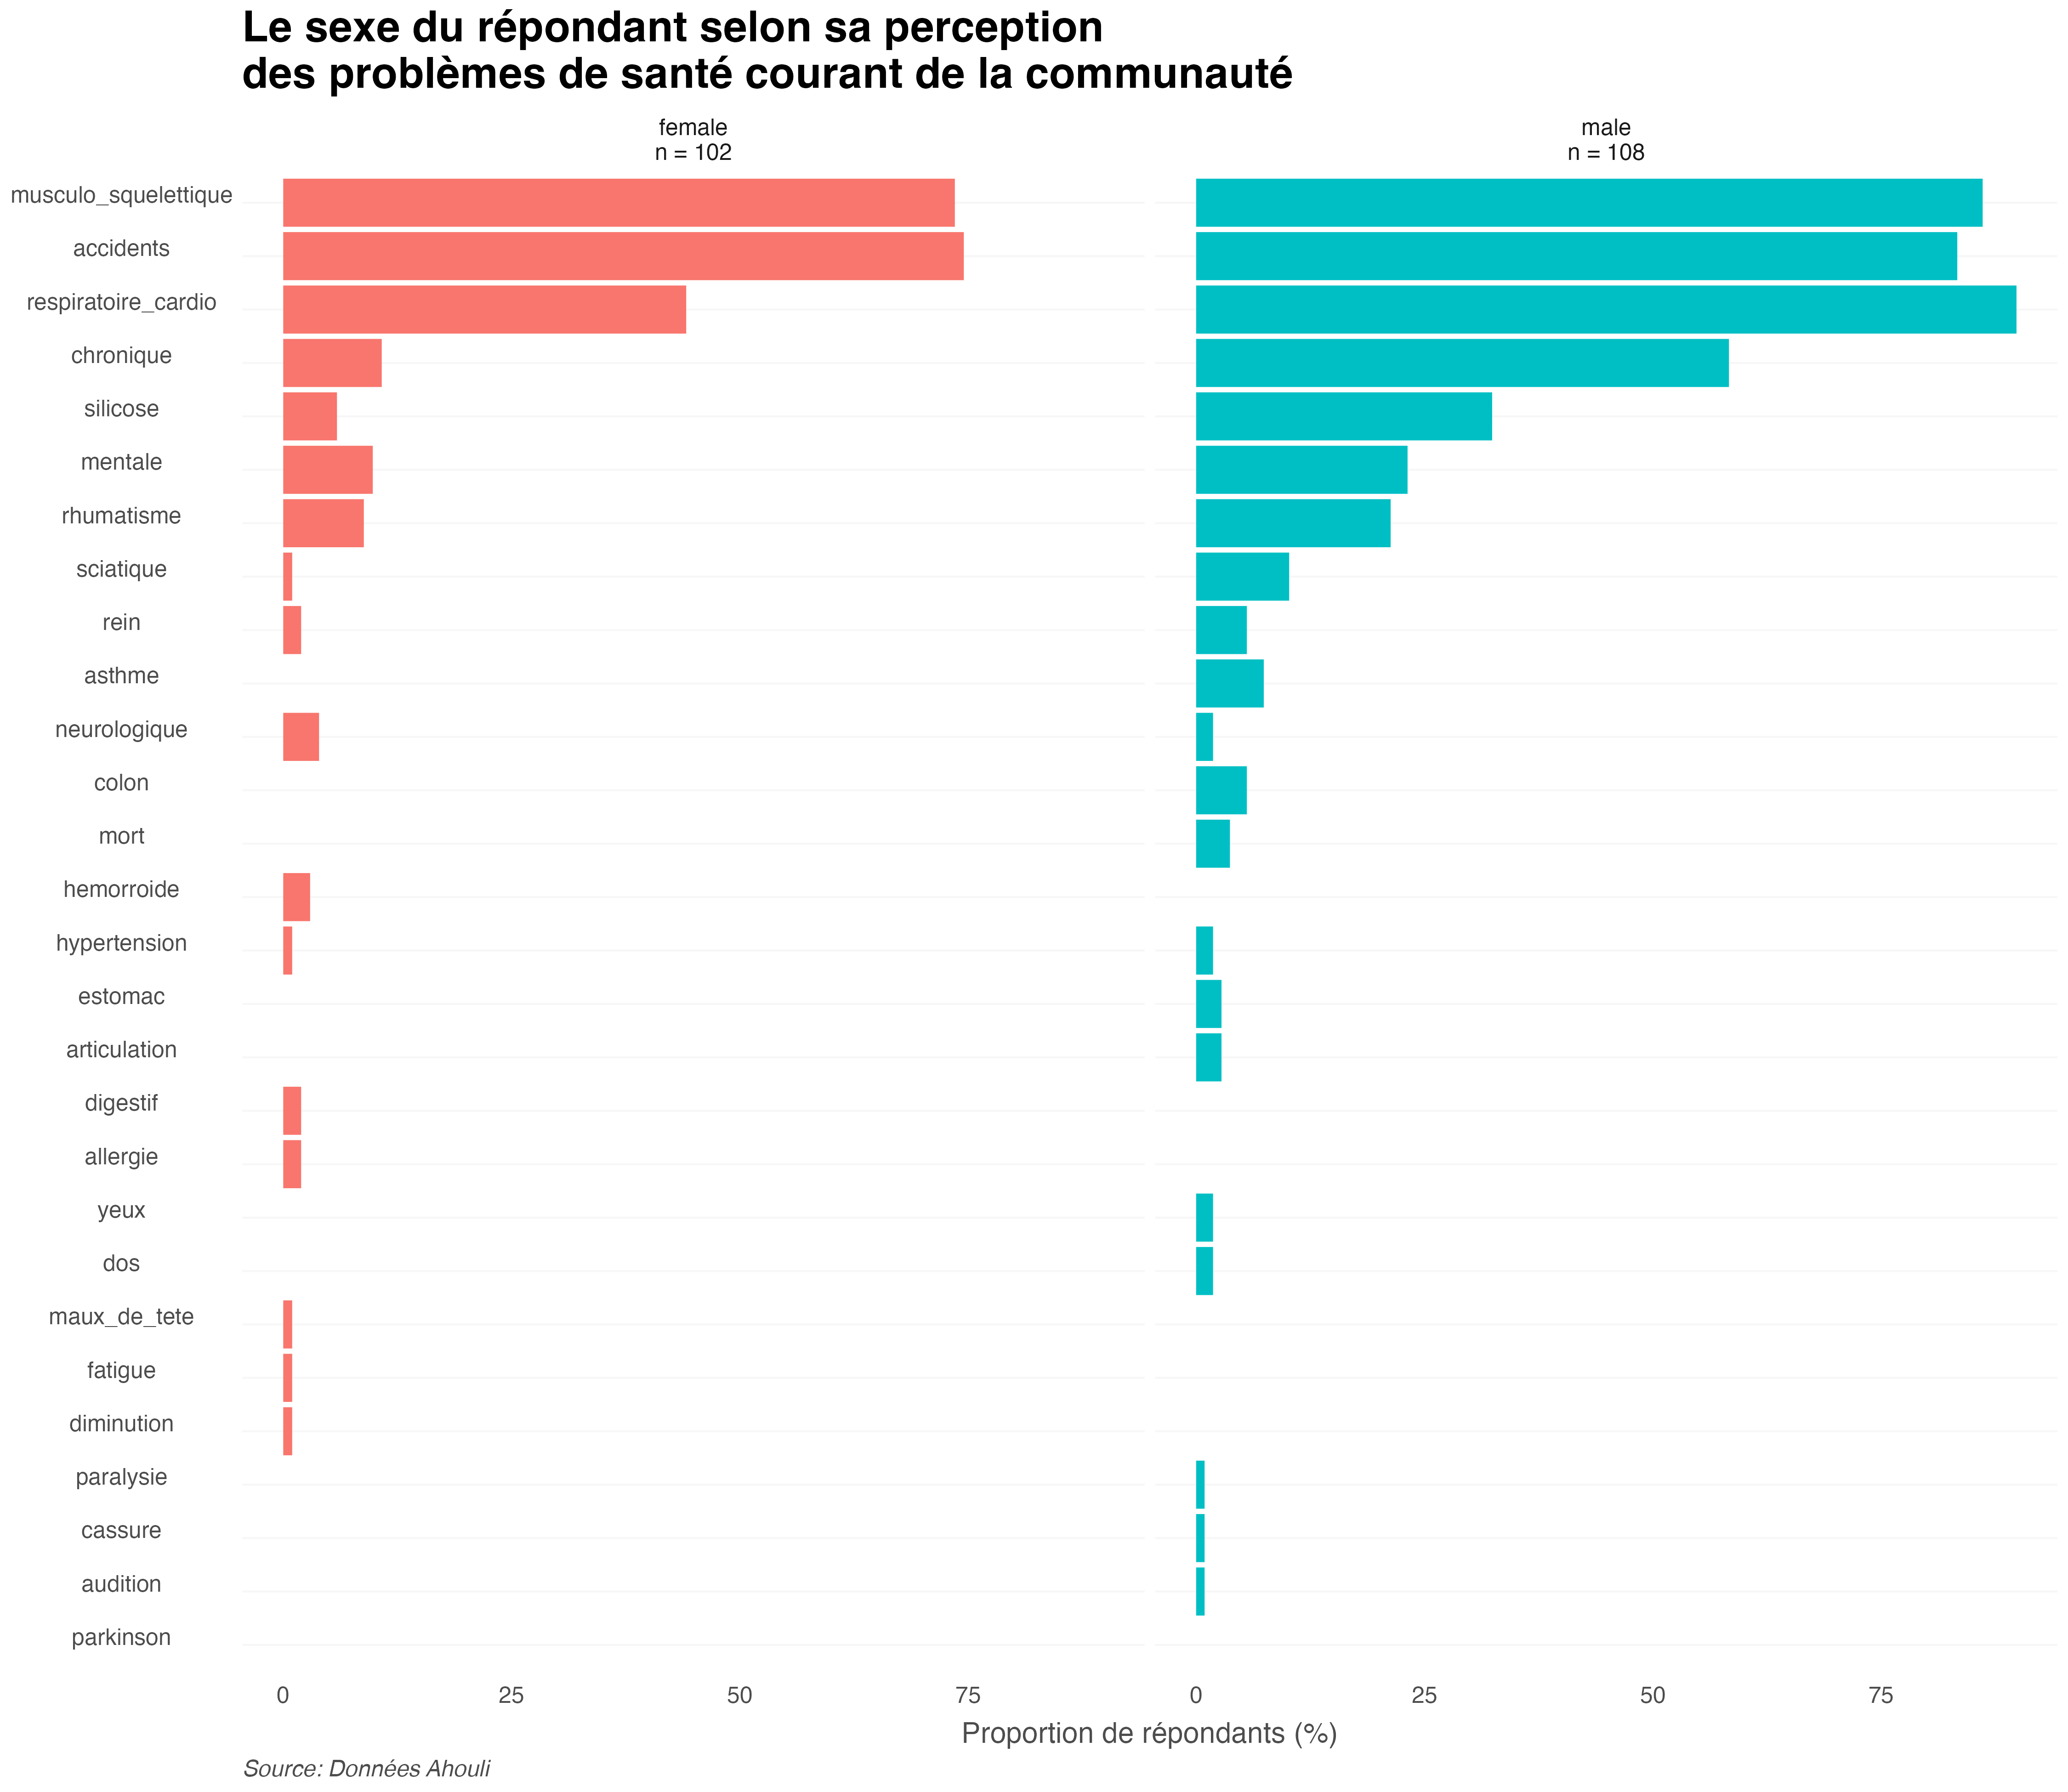 Le sexe du répondant selon sa perception
des problèmes de santé courant de la communauté
female
n = 102
male
n = 108
musculo_squelettique
accidents
respiratoire_cardio
chronique
silicose
mentale
rhumatisme
sciatique
rein
asthme
neurologique
colon
mort
hemorroide
hypertension
estomac
articulation
digestif
allergie
yeux
dos
maux_de_tete
fatigue
diminution
paralysie
cassure
audition
parkinson
0 25 50 75 0 25 50 75
Proportion de répondants (%)
Source: Données Ahouli